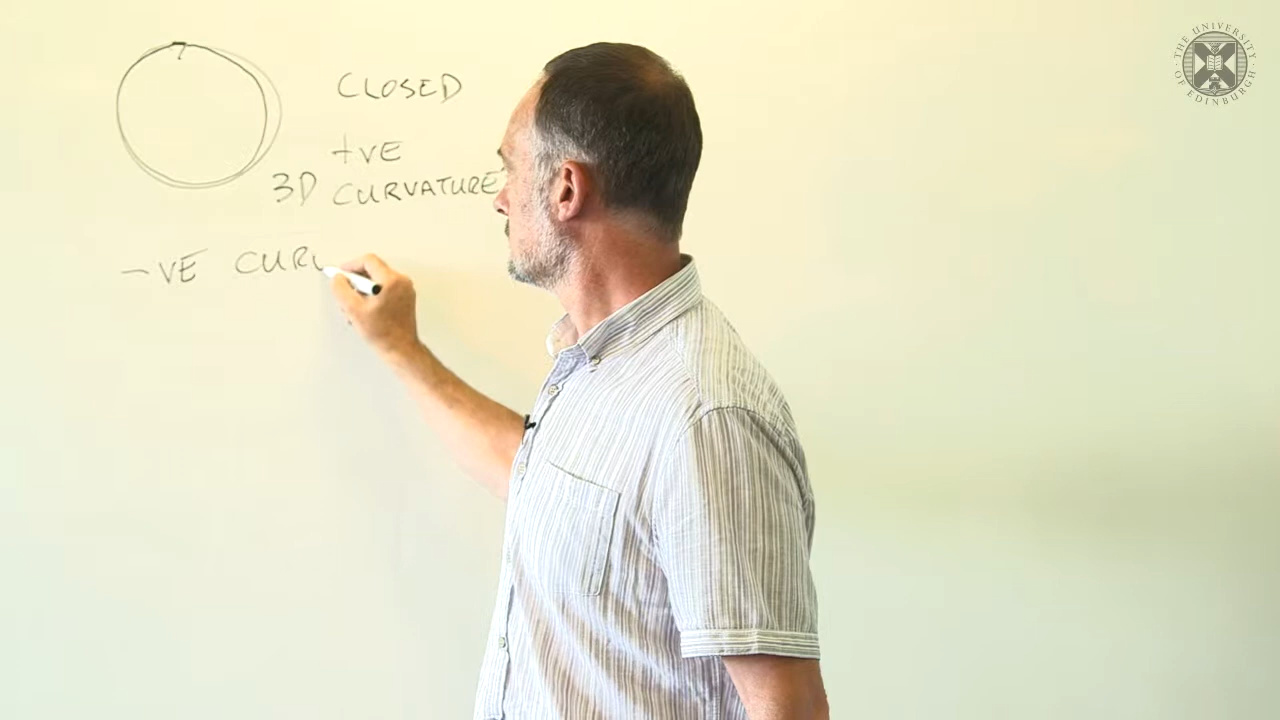 CLOSED
+VE
3D CURVATURE
-VE CURV
THE UNIVERSITY
OF EDINBURGH